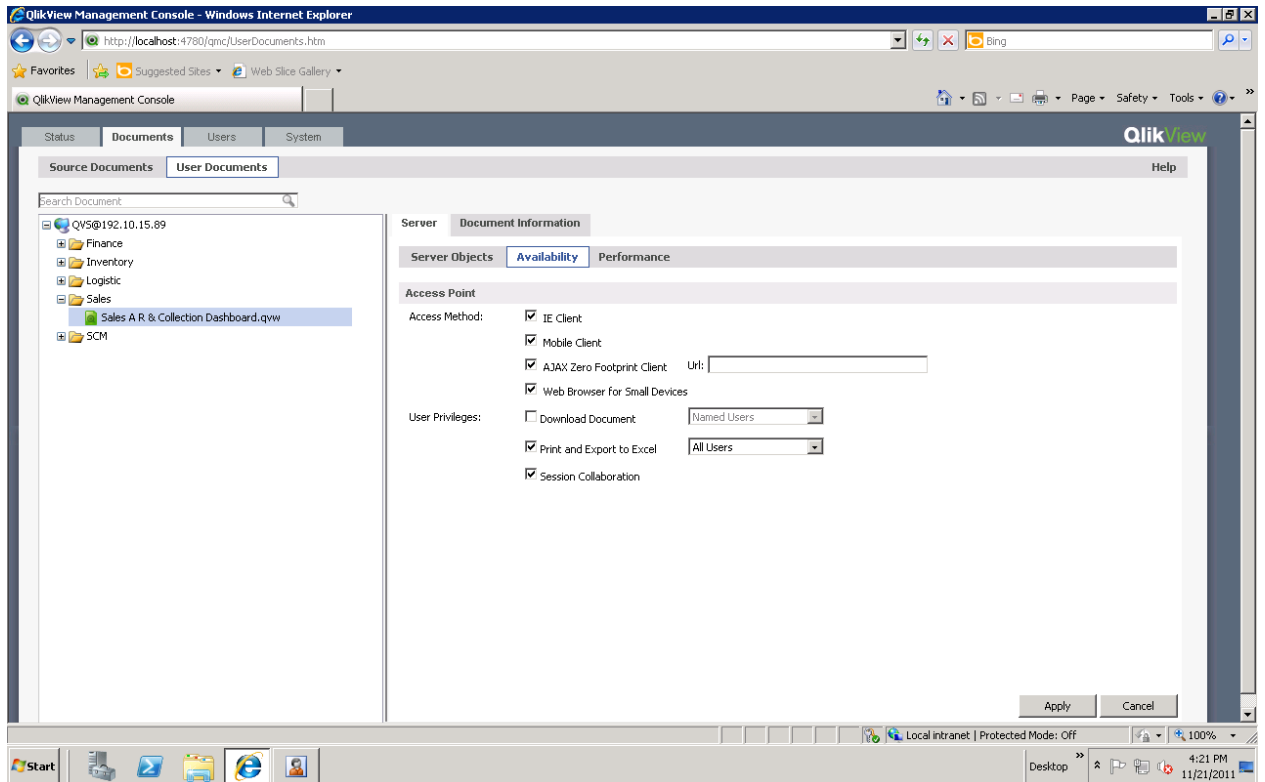 QlikView Management Console - Windows Internet Explorer
http://localhost:4780/qmc/UserDocuments.htm
Bing
Favorites
Suggested Sites
Web Slice Gallery
QlikView Management Console
Page
Safety
Tools
»
Status
Documents
Users
System
QlikView
Source Documents
User Documents
Help
Search Document
QVS@192.10.15.89
Finance
Inventory
Logistic
Sales
Sales A R & Collection Dashboard.qvw
SCM
Server
Document Information
Server Objects
Availability
Performance
Access Point
Access Method:
IE Client
Mobile Client
AJAX Zero Footprint Client
Url:
Web Browser for Small Devices
User Privileges:
Download Document
Named Users
Print and Export to Excel
All Users
Session Collaboration
Apply
Cancel
Local intranet | Protected Mode: Off
100%
Start
Desktop
»
4:21 PM
11/21/2011